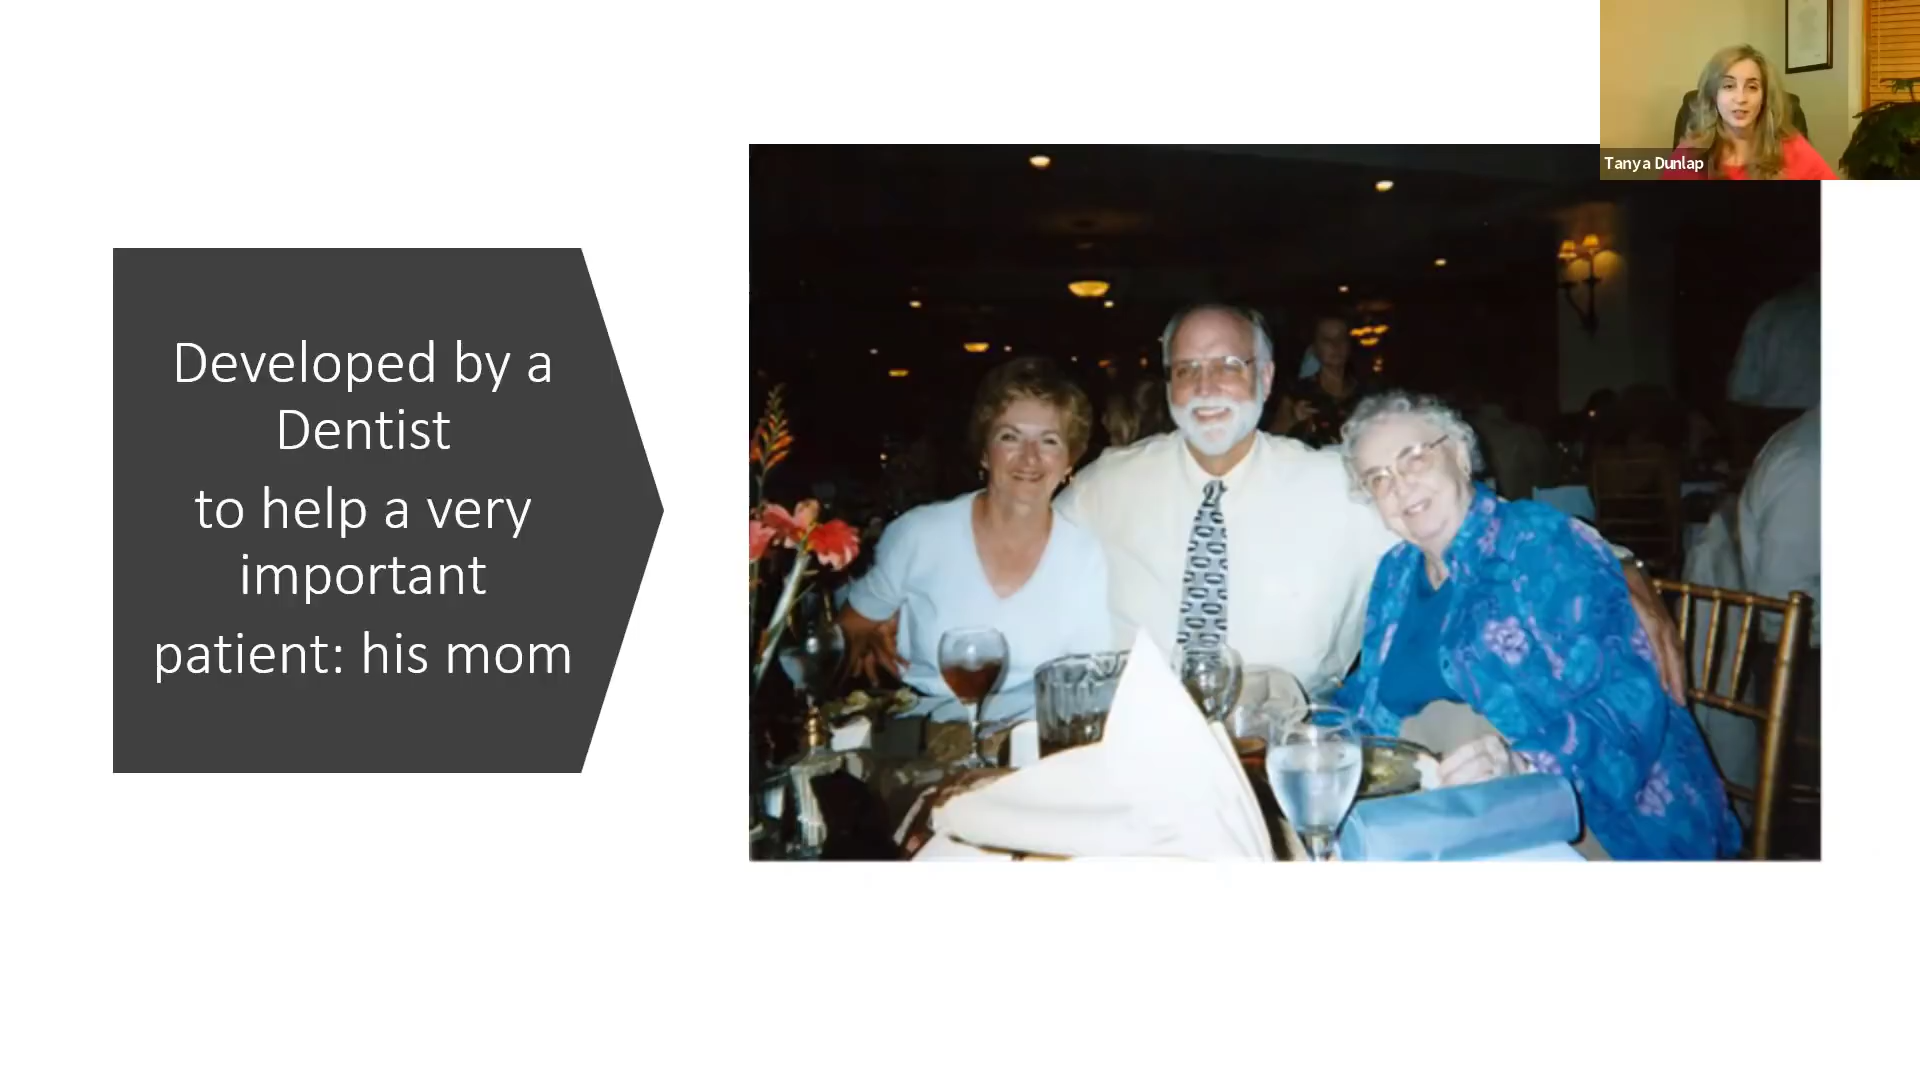 Developed by a
Dentist
to help a very
important
patient: his mom
Tanya Dunlap